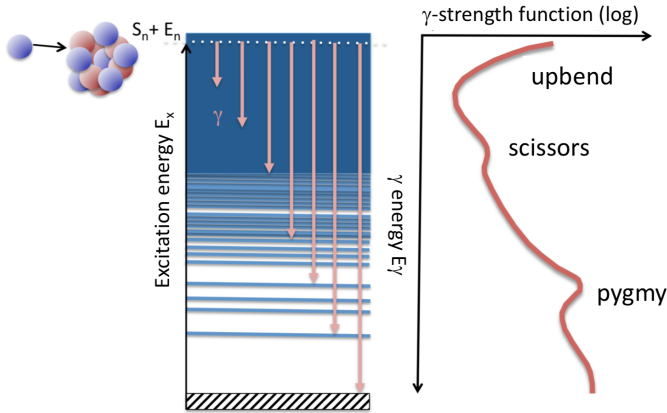 γ-strength function (log)
Sₙ+ Eₙ
upbend
γ
scissors
Excitation energy Eₓ
γ energy Eγ
pygmy